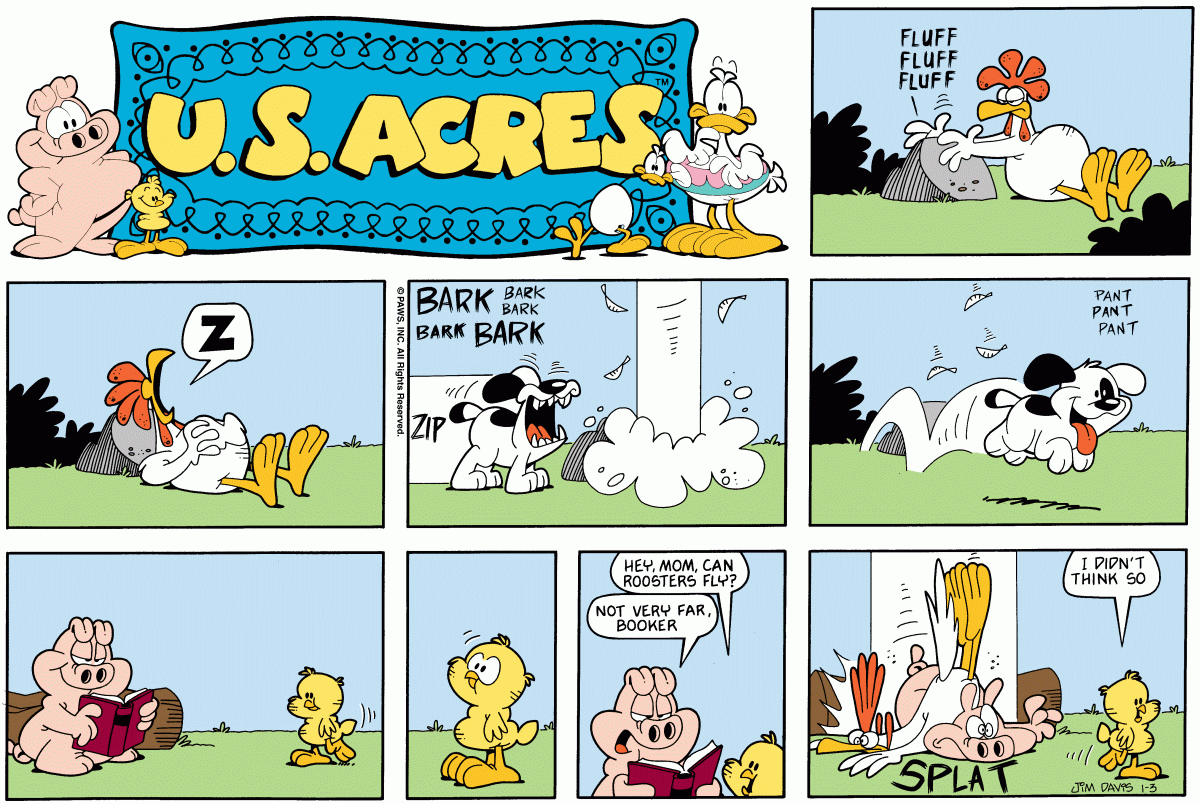 U.S. ACRES
TM
FLUFF
FLUFF
FLUFF
Z
© PAWS, INC. All Rights Reserved.
BARK BARK
BARK
BARK BARK
ZIP
PANT
PANT
PANT
HEY, MOM, CAN
ROOSTERS FLY?
NOT VERY FAR,
BOOKER
I DIDN'T
THINK SO
SPLAT
JIM DAVIS 1-3